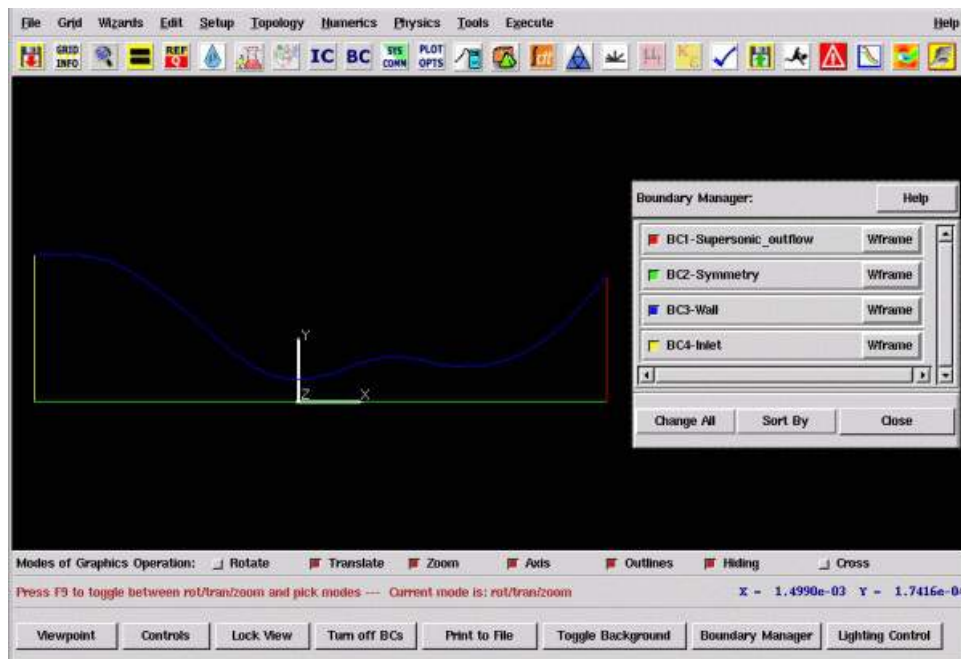 File Grid Wizards Edit Setup Topology Numerics Physics Tools Execute Help
GRID INFO REF Q IC BC SYS CONN PLOT OPTS
Boundary Manager: Help
BC1-Supersonic_outflow Wframe
BC2-Symmetry Wframe
BC3-Wall Wframe
BC4-Inlet Wframe
Y
Z X
Change All Sort By Close
Modes of Graphics Operation: Rotate Translate Zoom Axis Outlines Hiding Cross
Press F9 to toggle between rot/tran/zoom and pick modes --- Current mode is: rot/tran/zoom X = 1.4990e-03 Y = 1.7416e-0
Viewpoint Controls Lock View Turn off BCs Print to File Toggle Background Boundary Manager Lighting Control